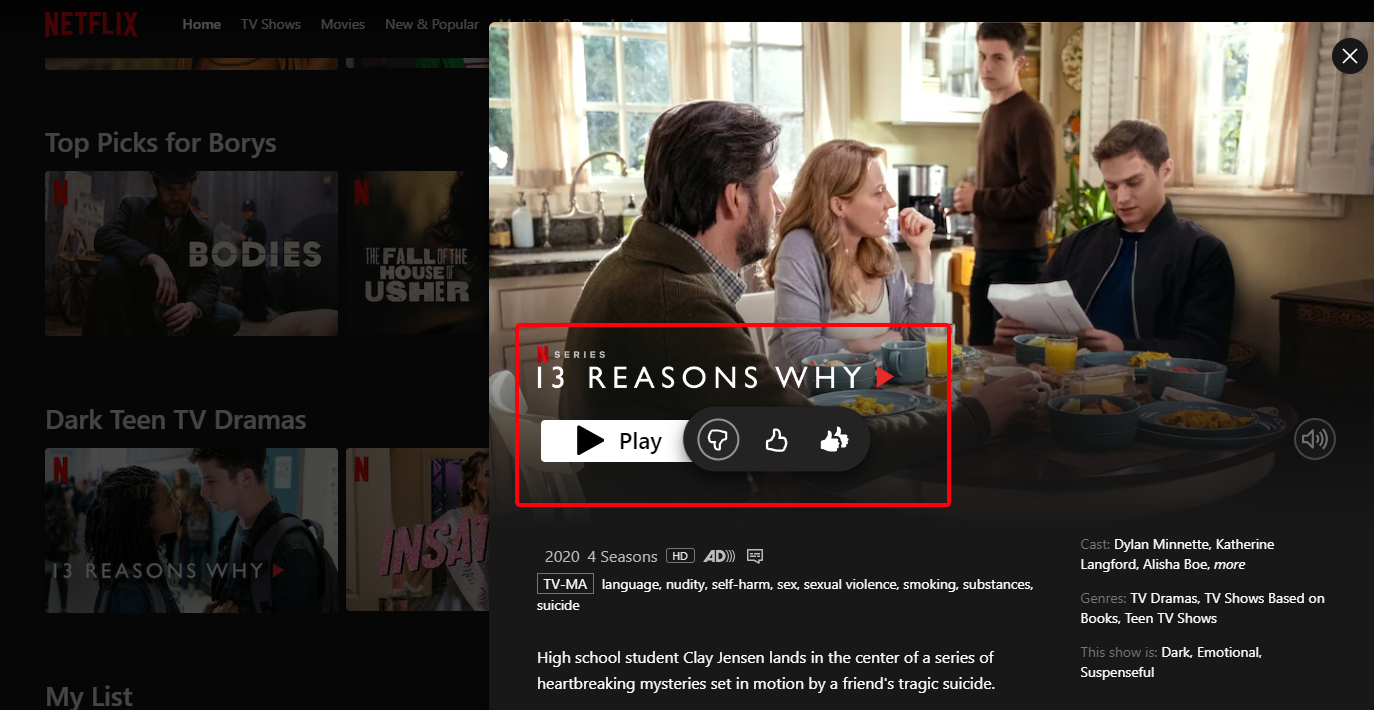 NETFLIX Home TV Shows Movies New & Popular
Top Picks for Borys
N BODIES
N THE FALL OF THE
HOUSE OF
USHER
Dark Teen TV Dramas
N 13 REASONS WHY
N INSAT
My List
N SERIES
13 REASONS WHY
Play
2020 4 Seasons HD AD
TV-MA language, nudity, self-harm, sex, sexual violence, smoking, substances,
suicide
High school student Clay Jensen lands in the center of a series of
heartbreaking mysteries set in motion by a friend's tragic suicide.
Cast: Dylan Minnette, Katherine
Langford, Alisha Boe, more
Genres: TV Dramas, TV Shows Based on
Books, Teen TV Shows
This show is: Dark, Emotional,
Suspenseful